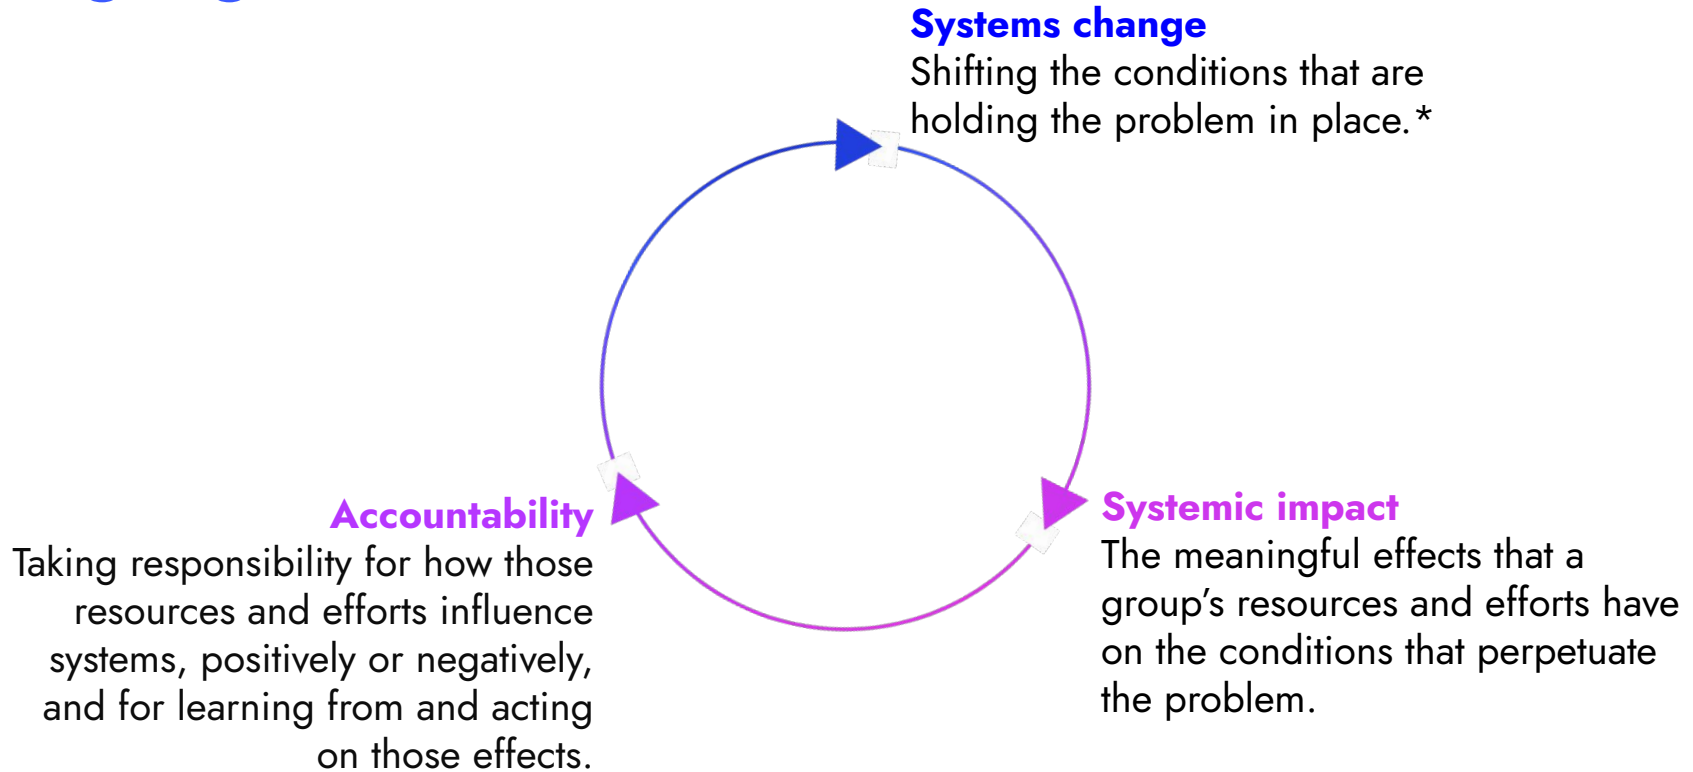 Systems change
Shifting the conditions that are
holding the problem in place.*
Accountability
Taking responsibility for how those
resources and efforts influence
systems, positively or negatively,
and for learning from and acting
on those effects.
Systemic impact
The meaningful effects that a
group’s resources and efforts have
on the conditions that perpetuate
the problem.